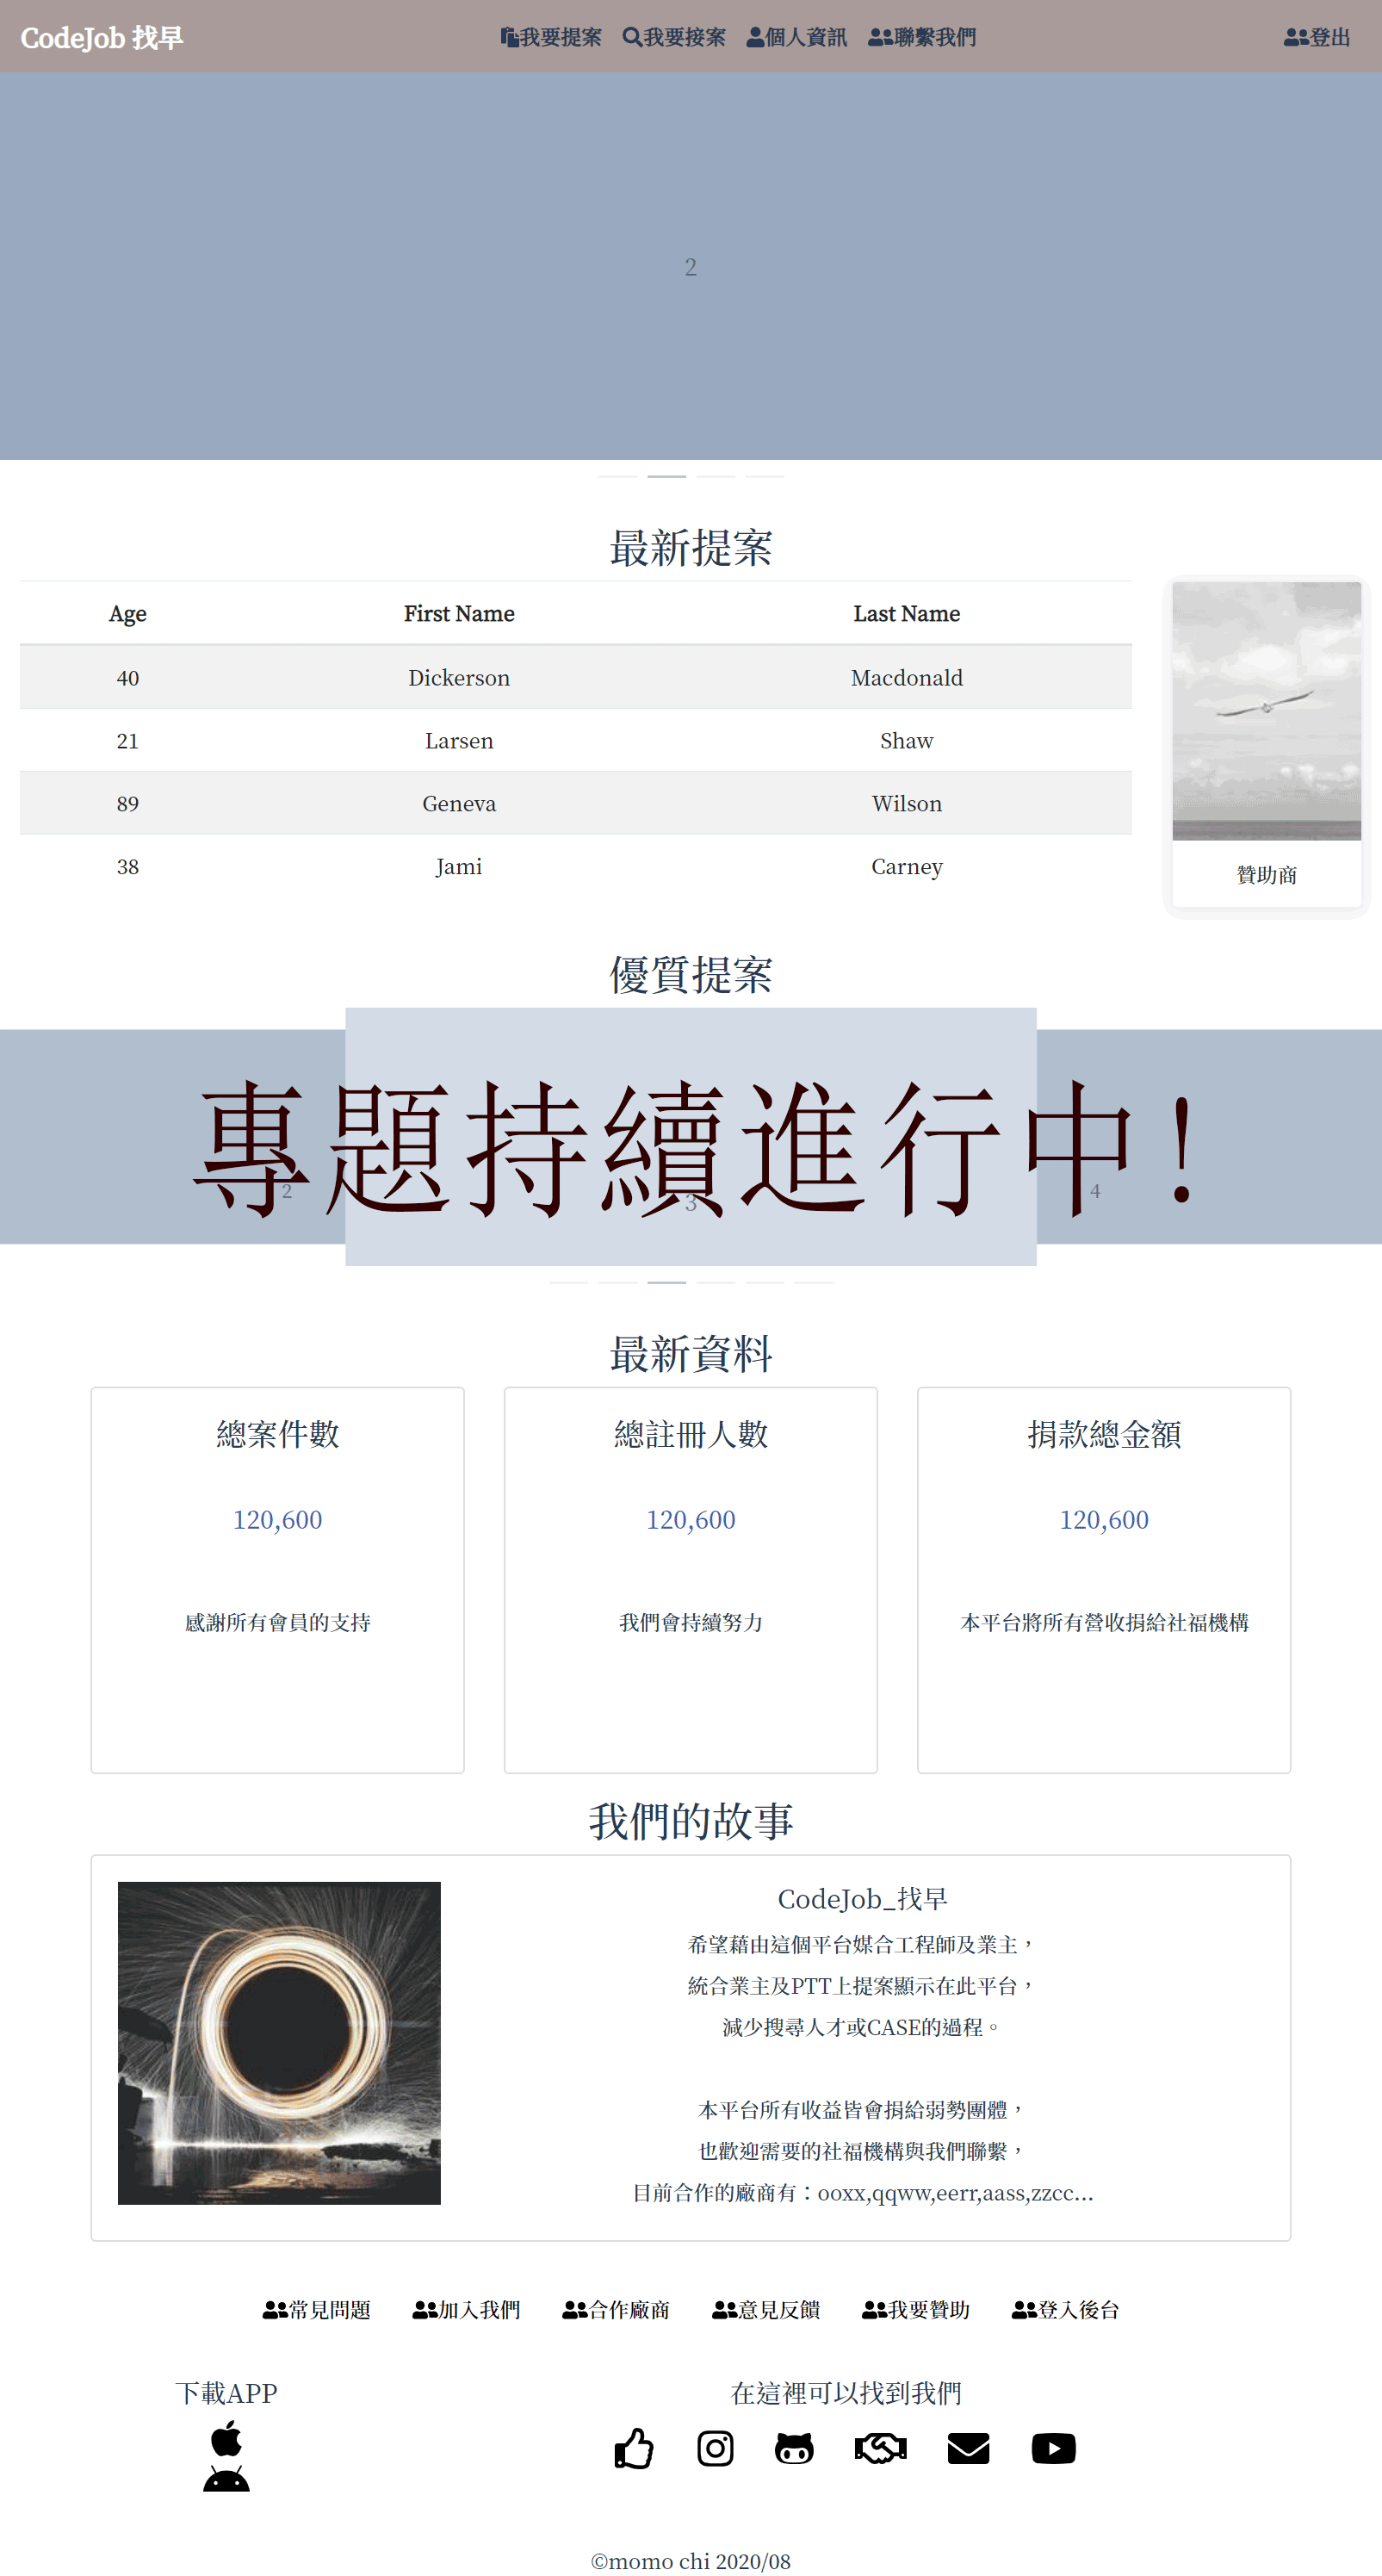 CodeJob 找早
我要提案 我要接案 個人資訊 聯繫我們 登出
2
最新提案
Age First Name Last Name
40 Dickerson Macdonald
21 Larsen Shaw
89 Geneva Wilson
38 Jami Carney
贊助商
優質提案
專題持續進行中！
2 3 4
最新資料
總案件數 總註冊人數 捐款總金額
120,600 120,600 120,600
感謝所有會員的支持 我們會持續努力 本平台將所有營收捐給社福機構
我們的故事
CodeJob_找早
希望藉由這個平台媒合工程師及業主，
統合業主及PTT上提案顯示在此平台，
減少搜尋人才或CASE的過程。
本平台所有收益皆會捐給弱勢團體，
也歡迎需要的社福機構與我們聯繫，
目前合作的廠商有：ooxx,qqww,eerr,aass,zzcc...
常見問題 加入我們 合作廠商 意見反饋 我要贊助 登入後台
下載APP 在這裡可以找到我們
©momo chi 2020/08